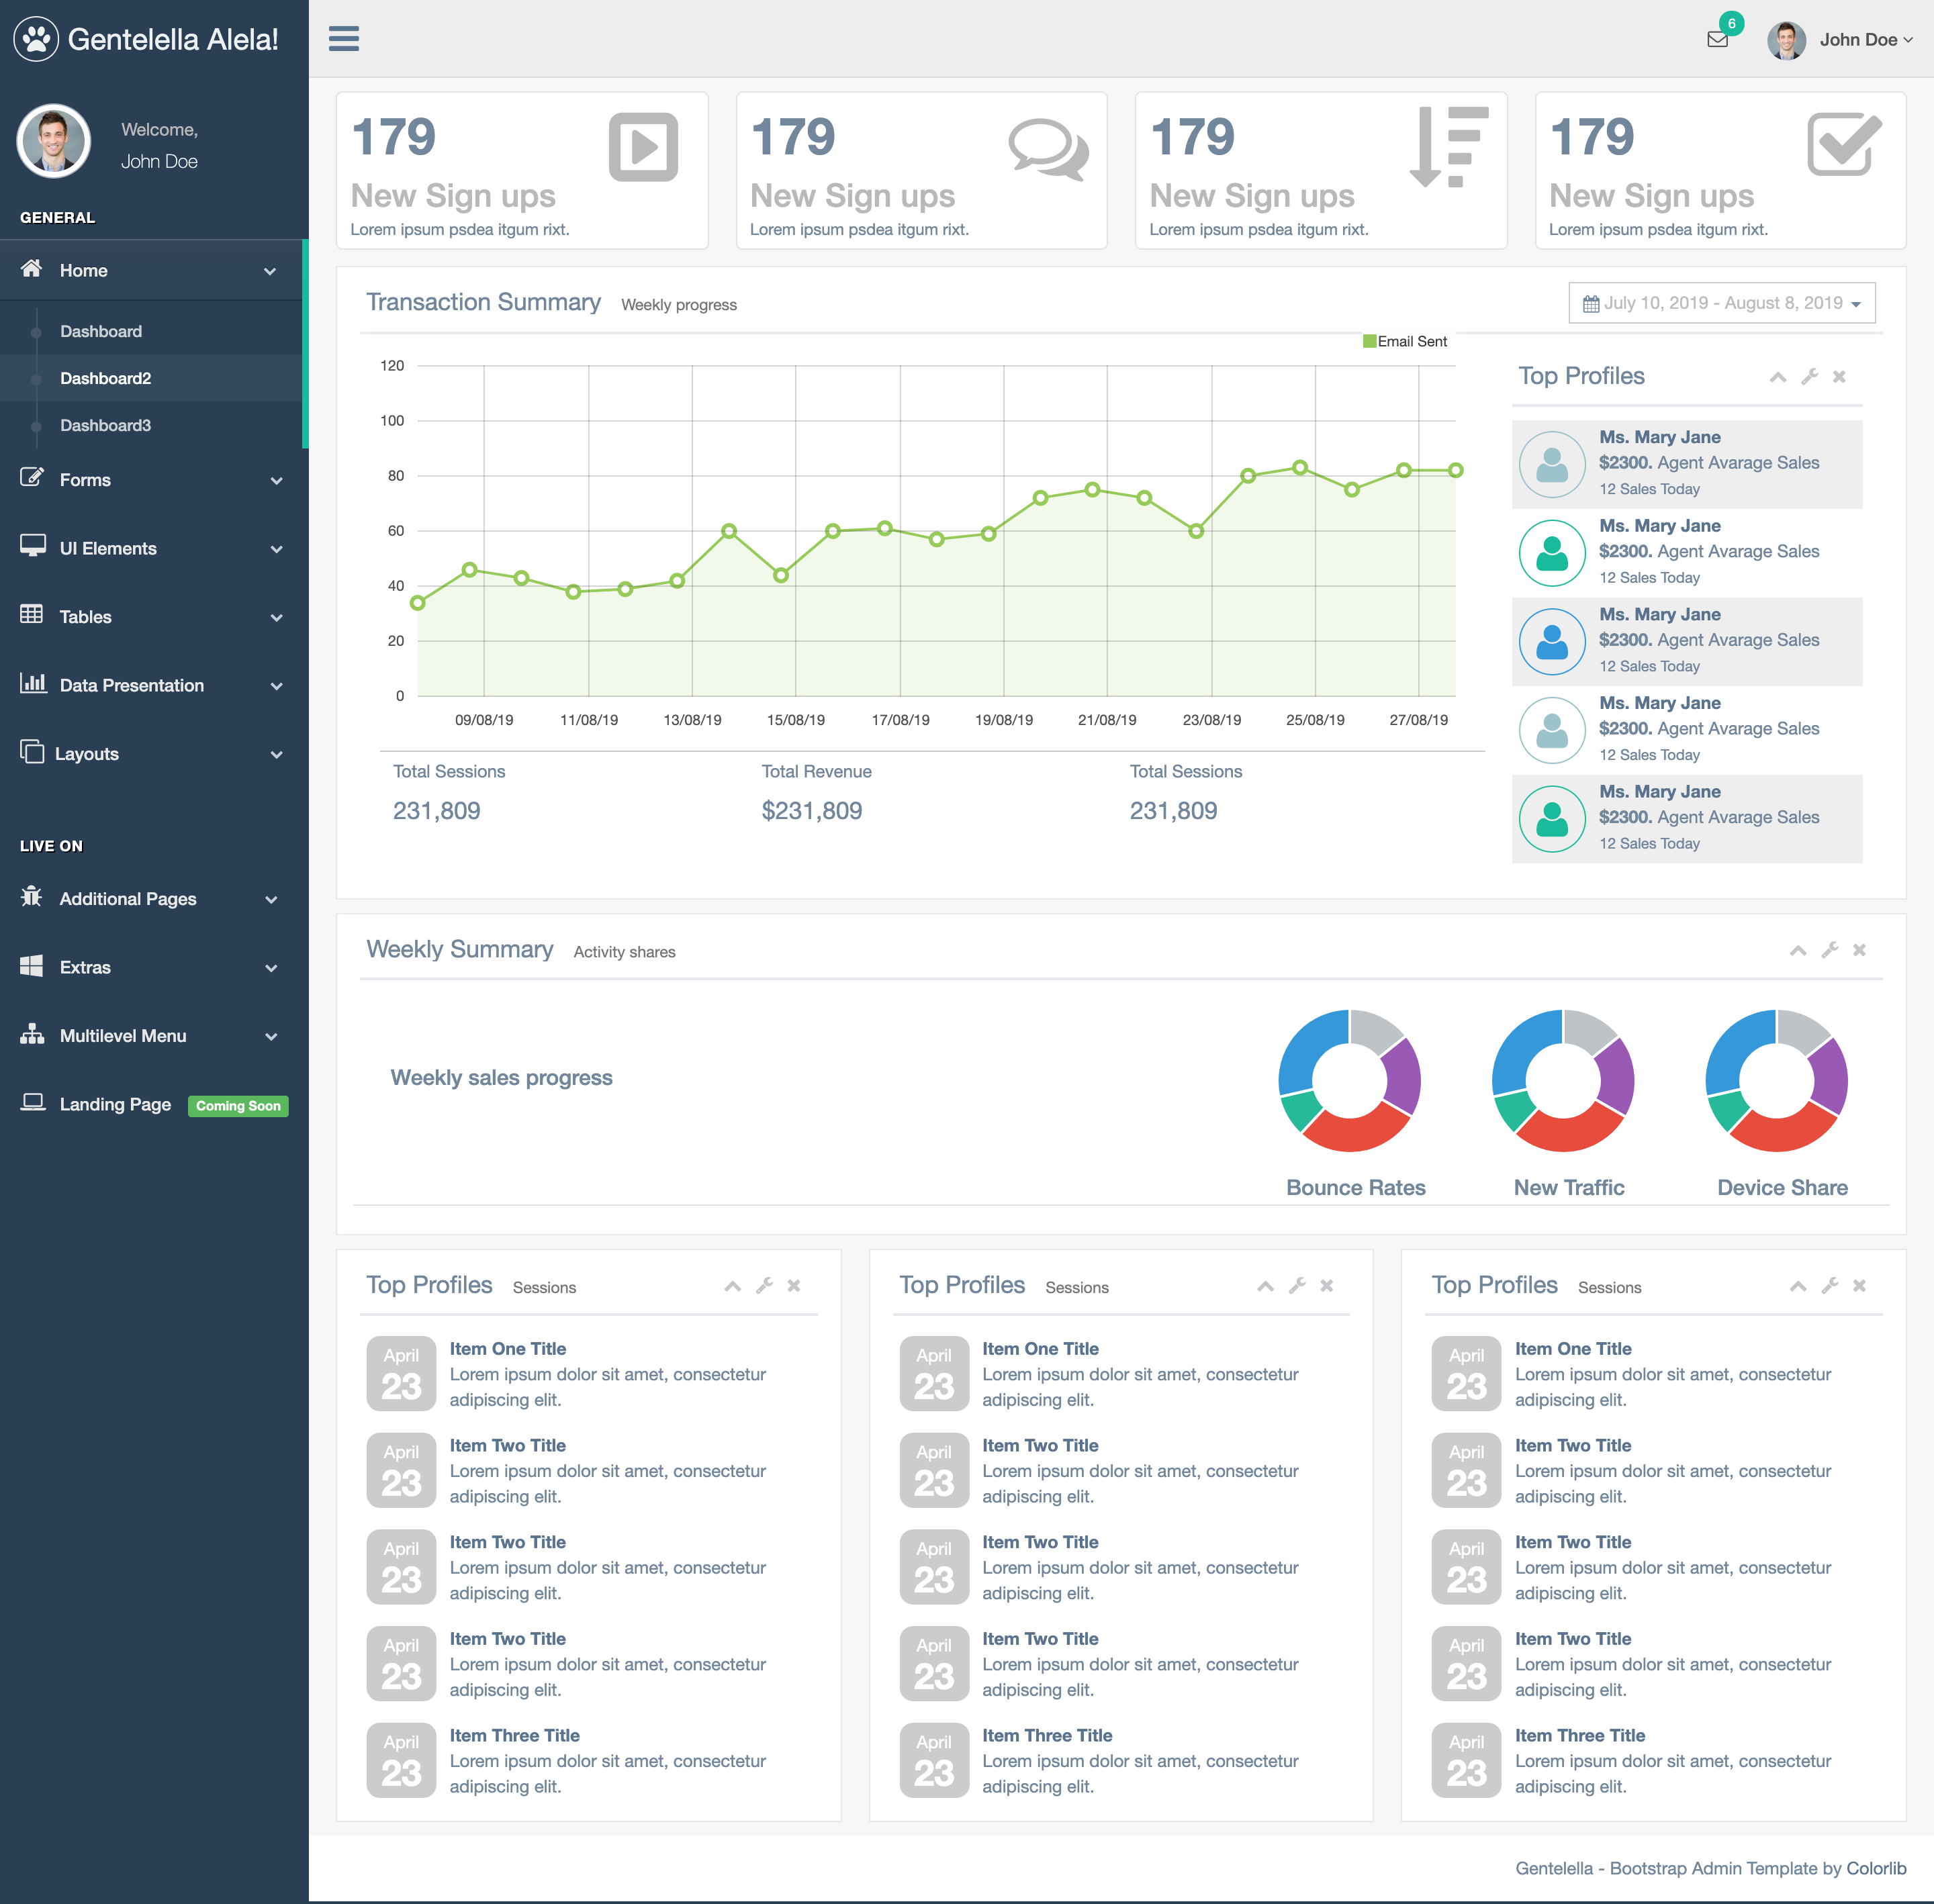 Gentelella Alela!
Welcome,
John Doe
GENERAL
Home
Dashboard
Dashboard2
Dashboard3
Forms
UI Elements
Tables
Data Presentation
Layouts
LIVE ON
Additional Pages
Extras
Multilevel Menu
Landing Page Coming Soon
6
John Doe
179
New Sign ups
Lorem ipsum psdea itgum rixt.
179
New Sign ups
Lorem ipsum psdea itgum rixt.
179
New Sign ups
Lorem ipsum psdea itgum rixt.
179
New Sign ups
Lorem ipsum psdea itgum rixt.
Transaction Summary Weekly progress
July 10, 2019 - August 8, 2019
Email Sent
120
100
80
60
40
20
0
09/08/19 11/08/19 13/08/19 15/08/19 17/08/19 19/08/19 21/08/19 23/08/19 25/08/19 27/08/19
Total Sessions
231,809
Total Revenue
$231,809
Total Sessions
231,809
Top Profiles
Ms. Mary Jane
$2300. Agent Avarage Sales
12 Sales Today
Ms. Mary Jane
$2300. Agent Avarage Sales
12 Sales Today
Ms. Mary Jane
$2300. Agent Avarage Sales
12 Sales Today
Ms. Mary Jane
$2300. Agent Avarage Sales
12 Sales Today
Ms. Mary Jane
$2300. Agent Avarage Sales
12 Sales Today
Weekly Summary Activity shares
Weekly sales progress
Bounce Rates
New Traffic
Device Share
Top Profiles Sessions
April
23
Item One Title
Lorem ipsum dolor sit amet, consectetur
adipiscing elit.
April
23
Item Two Title
Lorem ipsum dolor sit amet, consectetur
adipiscing elit.
April
23
Item Two Title
Lorem ipsum dolor sit amet, consectetur
adipiscing elit.
April
23
Item Two Title
Lorem ipsum dolor sit amet, consectetur
adipiscing elit.
April
23
Item Three Title
Lorem ipsum dolor sit amet, consectetur
adipiscing elit.
Top Profiles Sessions
April
23
Item One Title
Lorem ipsum dolor sit amet, consectetur
adipiscing elit.
April
23
Item Two Title
Lorem ipsum dolor sit amet, consectetur
adipiscing elit.
April
23
Item Two Title
Lorem ipsum dolor sit amet, consectetur
adipiscing elit.
April
23
Item Two Title
Lorem ipsum dolor sit amet, consectetur
adipiscing elit.
April
23
Item Three Title
Lorem ipsum dolor sit amet, consectetur
adipiscing elit.
Top Profiles Sessions
April
23
Item One Title
Lorem ipsum dolor sit amet, consectetur
adipiscing elit.
April
23
Item Two Title
Lorem ipsum dolor sit amet, consectetur
adipiscing elit.
April
23
Item Two Title
Lorem ipsum dolor sit amet, consectetur
adipiscing elit.
April
23
Item Two Title
Lorem ipsum dolor sit amet, consectetur
adipiscing elit.
April
23
Item Three Title
Lorem ipsum dolor sit amet, consectetur
adipiscing elit.
Gentelella - Bootstrap Admin Template by Colorlib